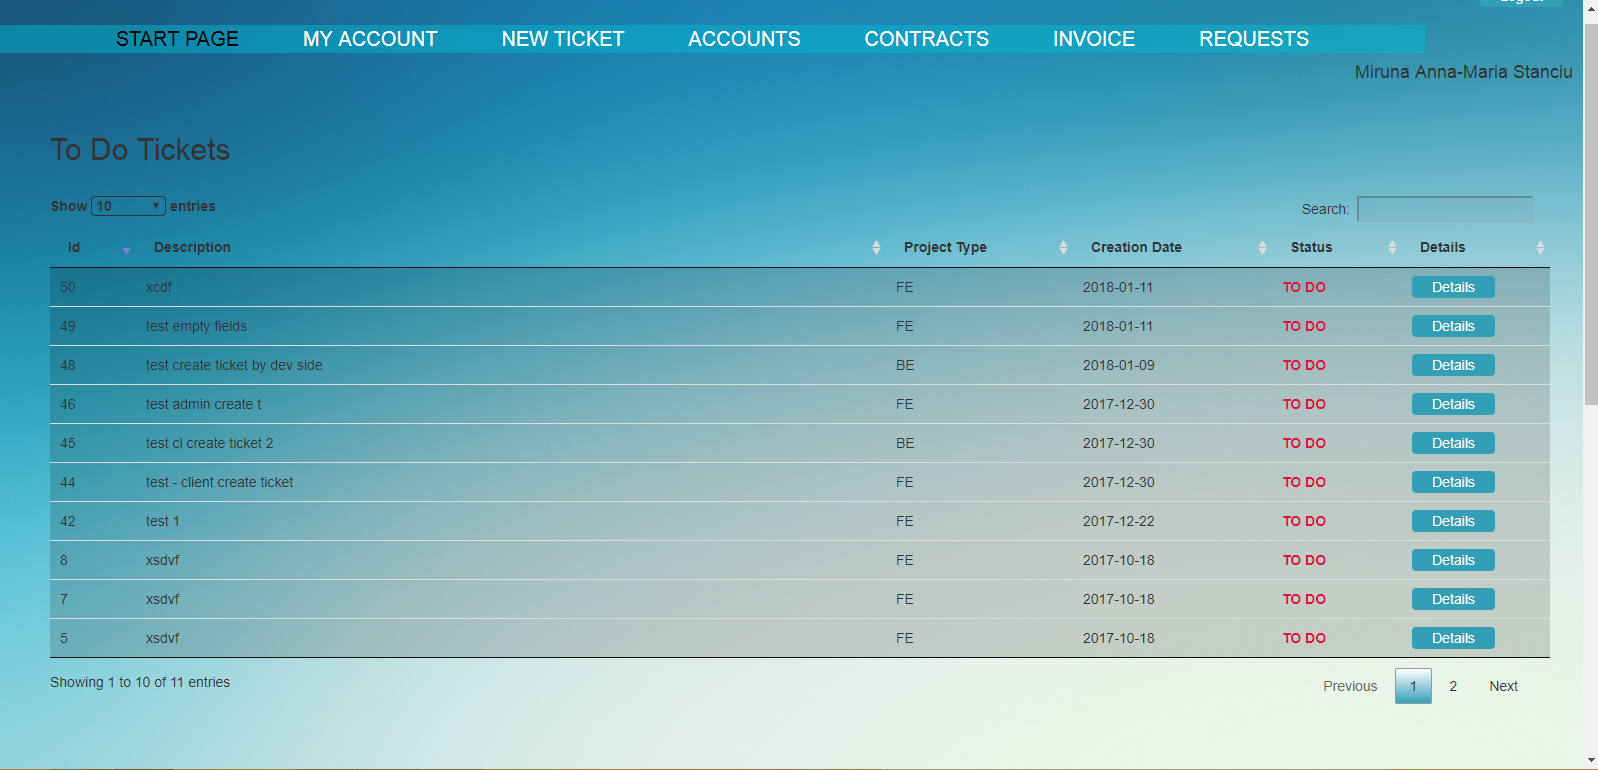 Logout
START PAGE MY ACCOUNT NEW TICKET ACCOUNTS CONTRACTS INVOICE REQUESTS
Miruna Anna-Maria Stanciu
To Do Tickets
Show 10 entries
Search:
Id Description Project Type Creation Date Status Details
50 xcdf FE 2018-01-11 TO DO Details
49 test empty fields FE 2018-01-11 TO DO Details
48 test create ticket by dev side BE 2018-01-09 TO DO Details
46 test admin create t FE 2017-12-30 TO DO Details
45 test cl create ticket 2 BE 2017-12-30 TO DO Details
44 test - client create ticket FE 2017-12-30 TO DO Details
42 test 1 FE 2017-12-22 TO DO Details
8 xsdvf FE 2017-10-18 TO DO Details
7 xsdvf FE 2017-10-18 TO DO Details
5 xsdvf FE 2017-10-18 TO DO Details
Showing 1 to 10 of 11 entries
Previous 1 2 Next